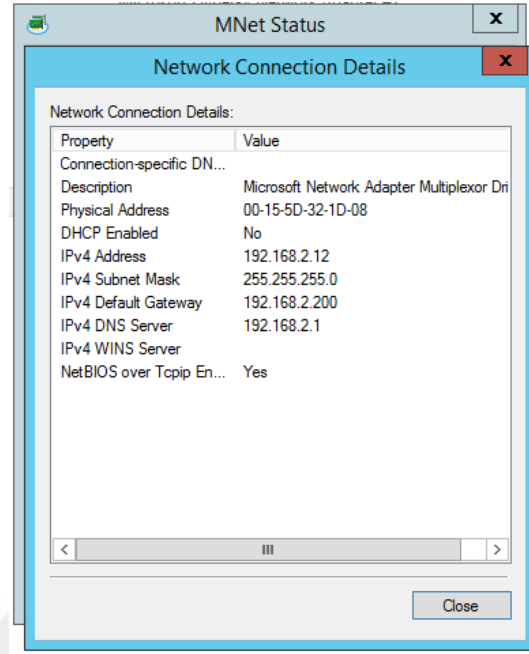 MNet Status
x
Network Connection Details
x
Network Connection Details:
Property Value
Connection-specific DN...
Description Microsoft Network Adapter Multiplexor Dri
Physical Address 00-15-5D-32-1D-08
DHCP Enabled No
IPv4 Address 192.168.2.12
IPv4 Subnet Mask 255.255.255.0
IPv4 Default Gateway 192.168.2.200
IPv4 DNS Server 192.168.2.1
IPv4 WINS Server
NetBIOS over Tcpip En... Yes
Close